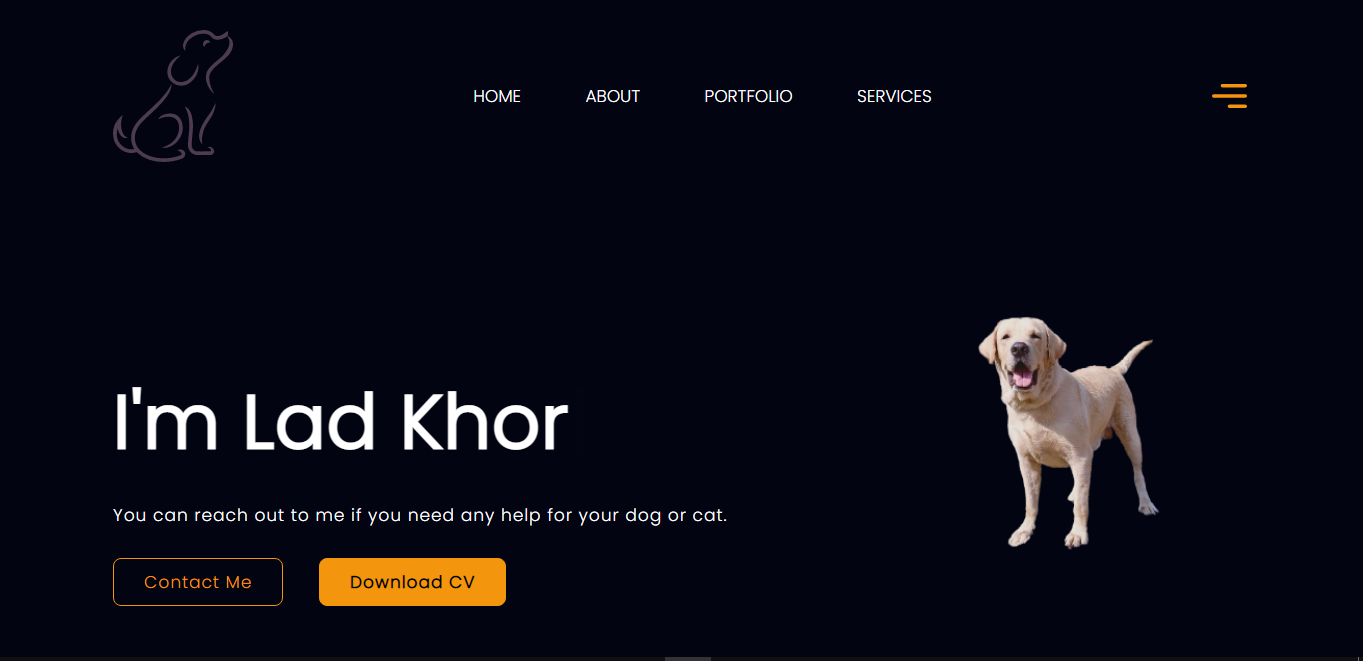 HOME ABOUT PORTFOLIO SERVICES
I'm Lad Khor
You can reach out to me if you need any help for your dog or cat.
Contact Me Download CV